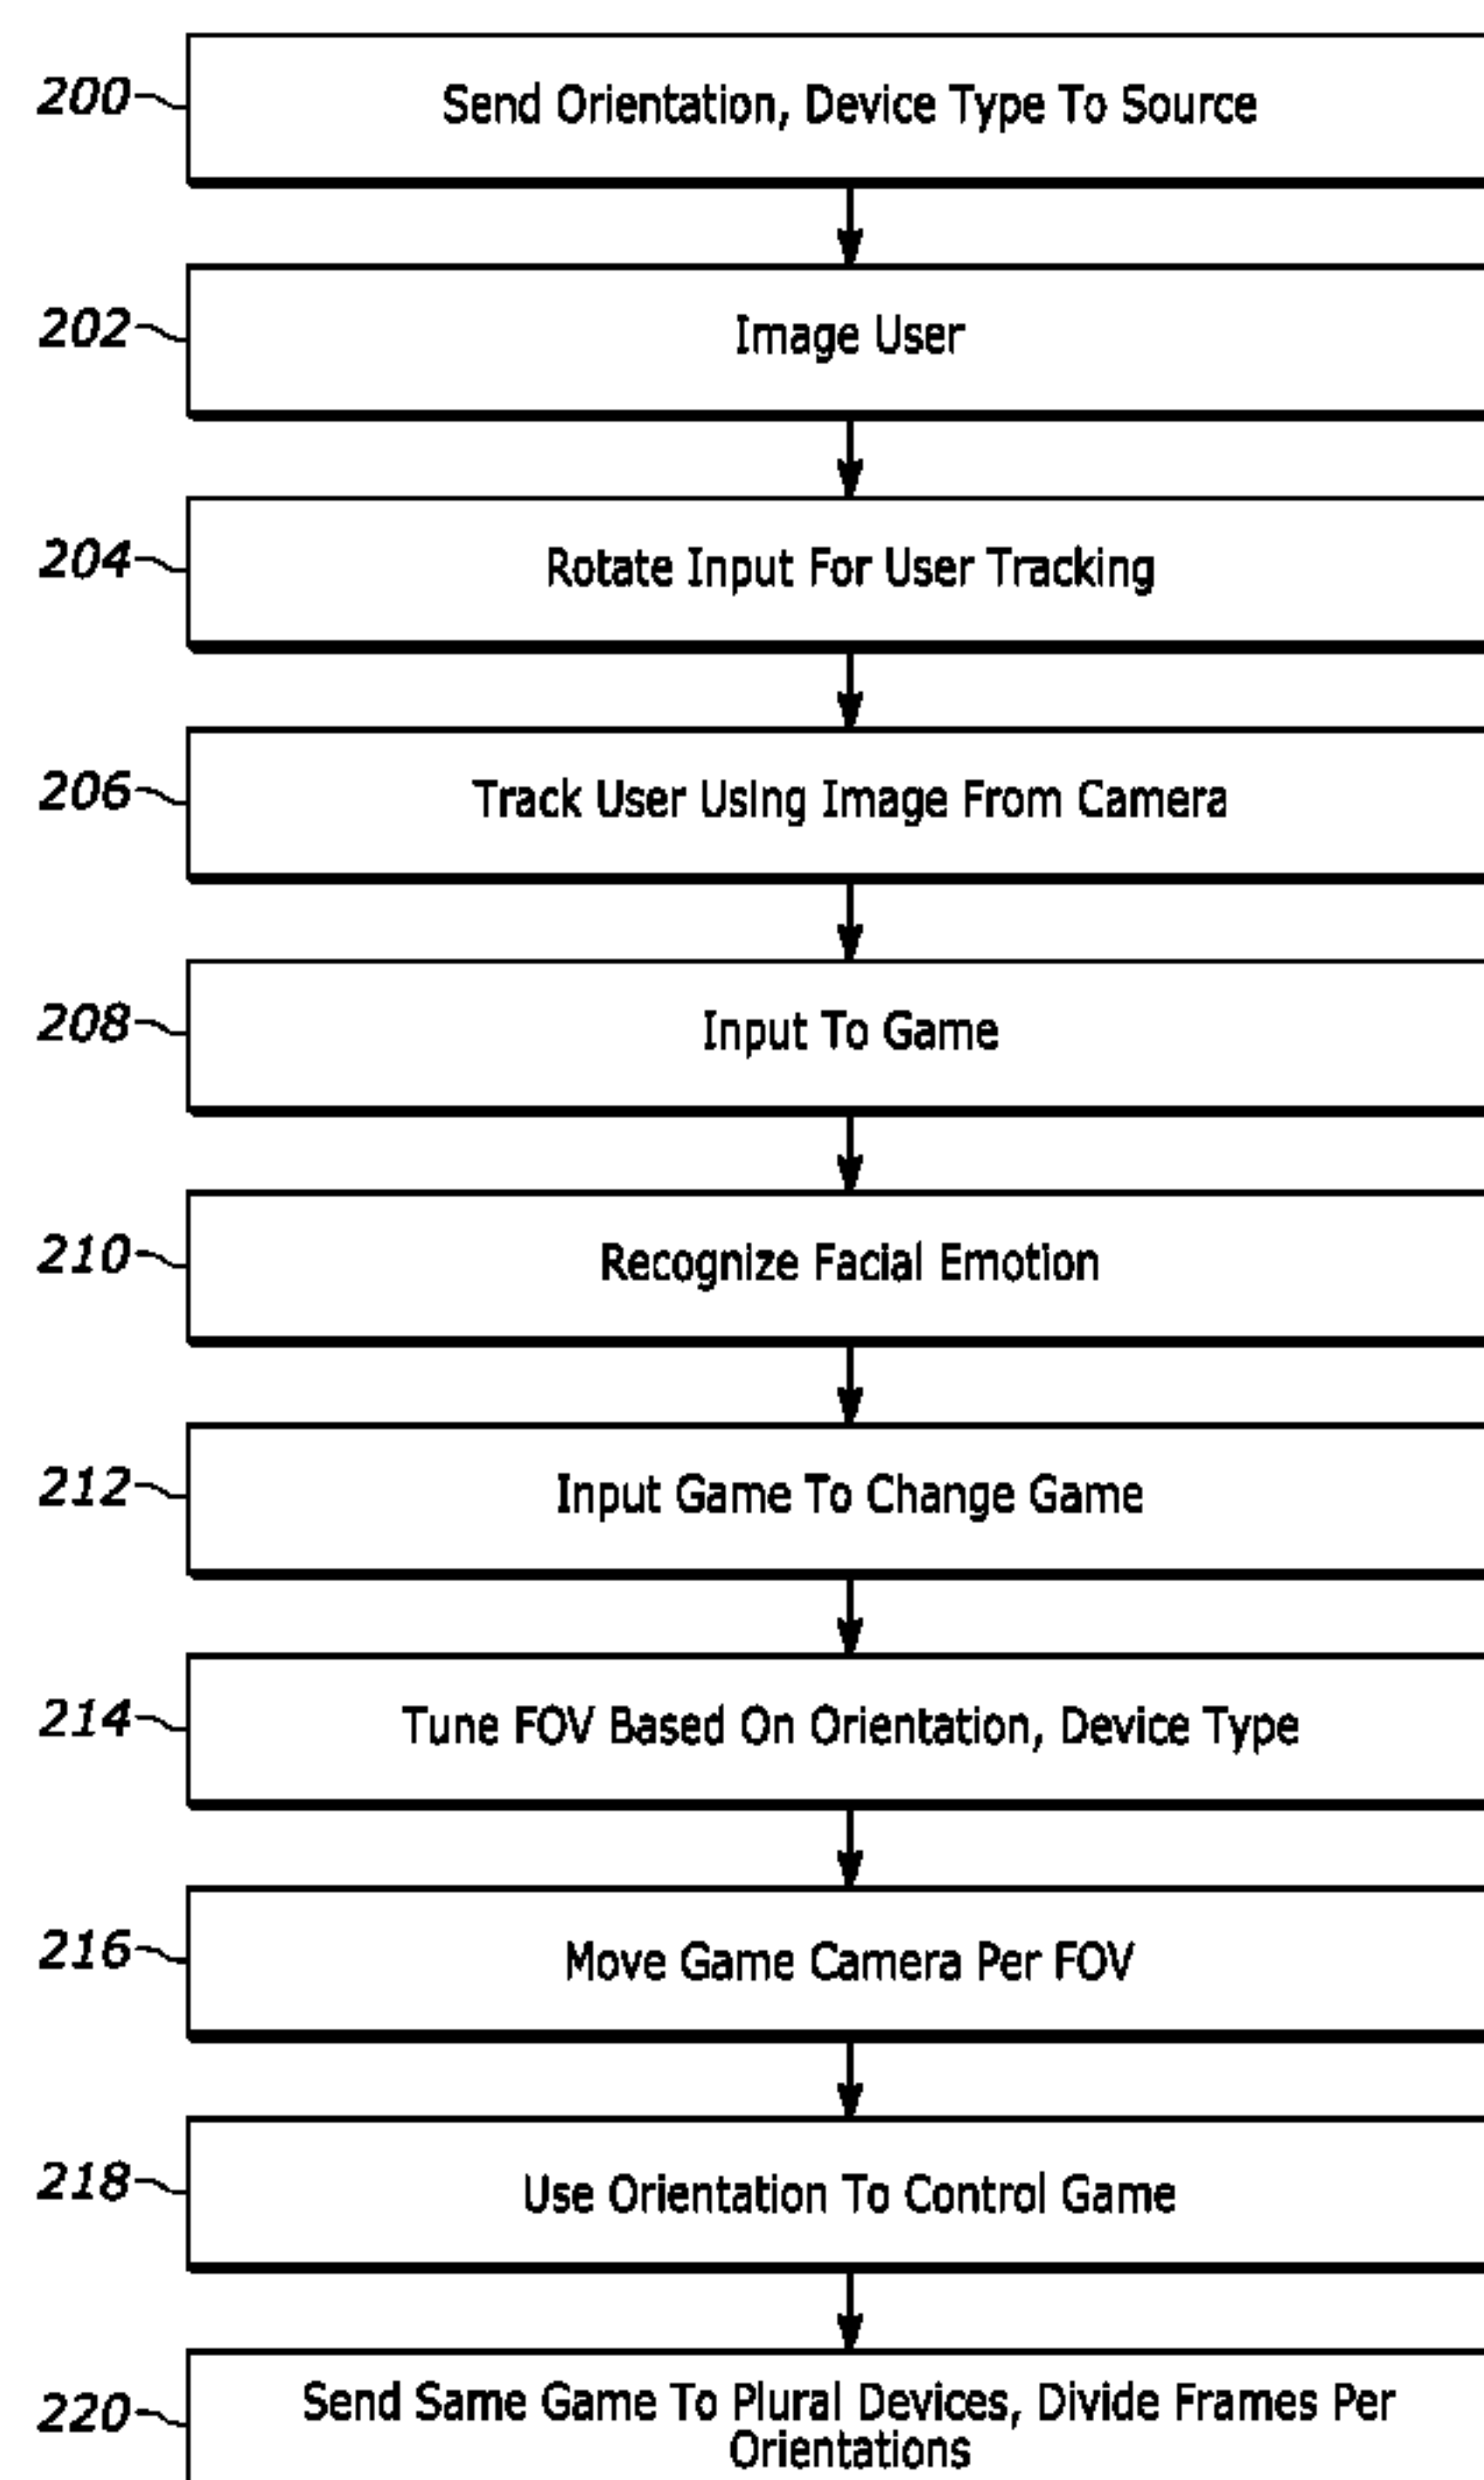 200 Send Orientation, Device Type To Source
202 Image User
204 Rotate Input For User Tracking
206 Track User Using Image From Camera
208 Input To Game
210 Recognize Facial Emotion
212 Input Game To Change Game
214 Tune FOV Based On Orientation, Device Type
216 Move Game Camera Per FOV
218 Use Orientation To Control Game
220 Send Same Game To Plural Devices, Divide Frames Per
Orientations